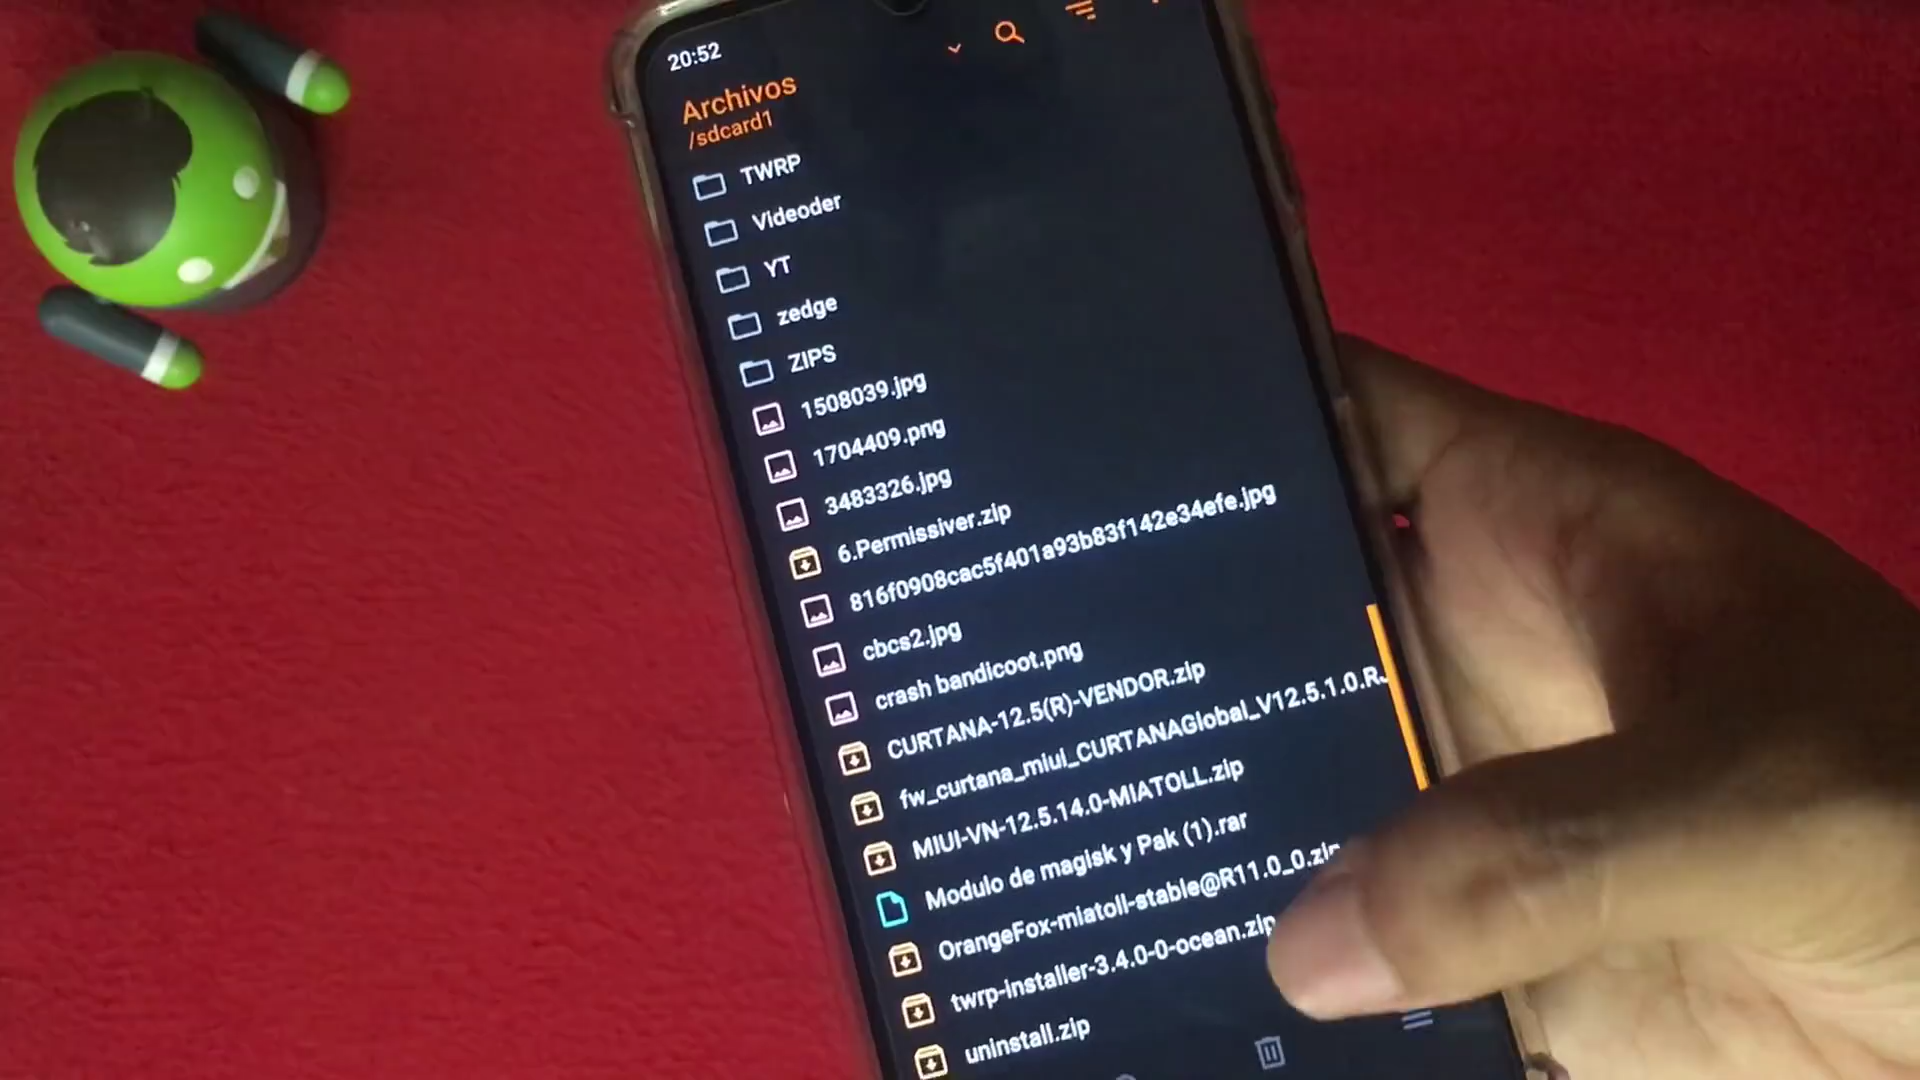 20:52
Archivos
/sdcard1
TWRP
Videoder
YT
zedge
ZIPS
1508039.jpg
1704409.png
3483326.jpg
6.Permissiver.zip
816f0908cac5f401a93b83f142e34efe.jpg
cbcs2.jpg
crash bandicoot.png
CURTANA-12.5(R)-VENDOR.zip
fw_curtana_miui_CURTANAGlobal_V12.5.1.0.RJ
MIUI-VN-12.5.14.0-MIATOLL.zip
Modulo de magisk y Pak (1).rar
OrangeFox-miatoll-stable@R11.0_0.zip
twrp-installer-3.4.0-0-ocean.zip
uninstall.zip